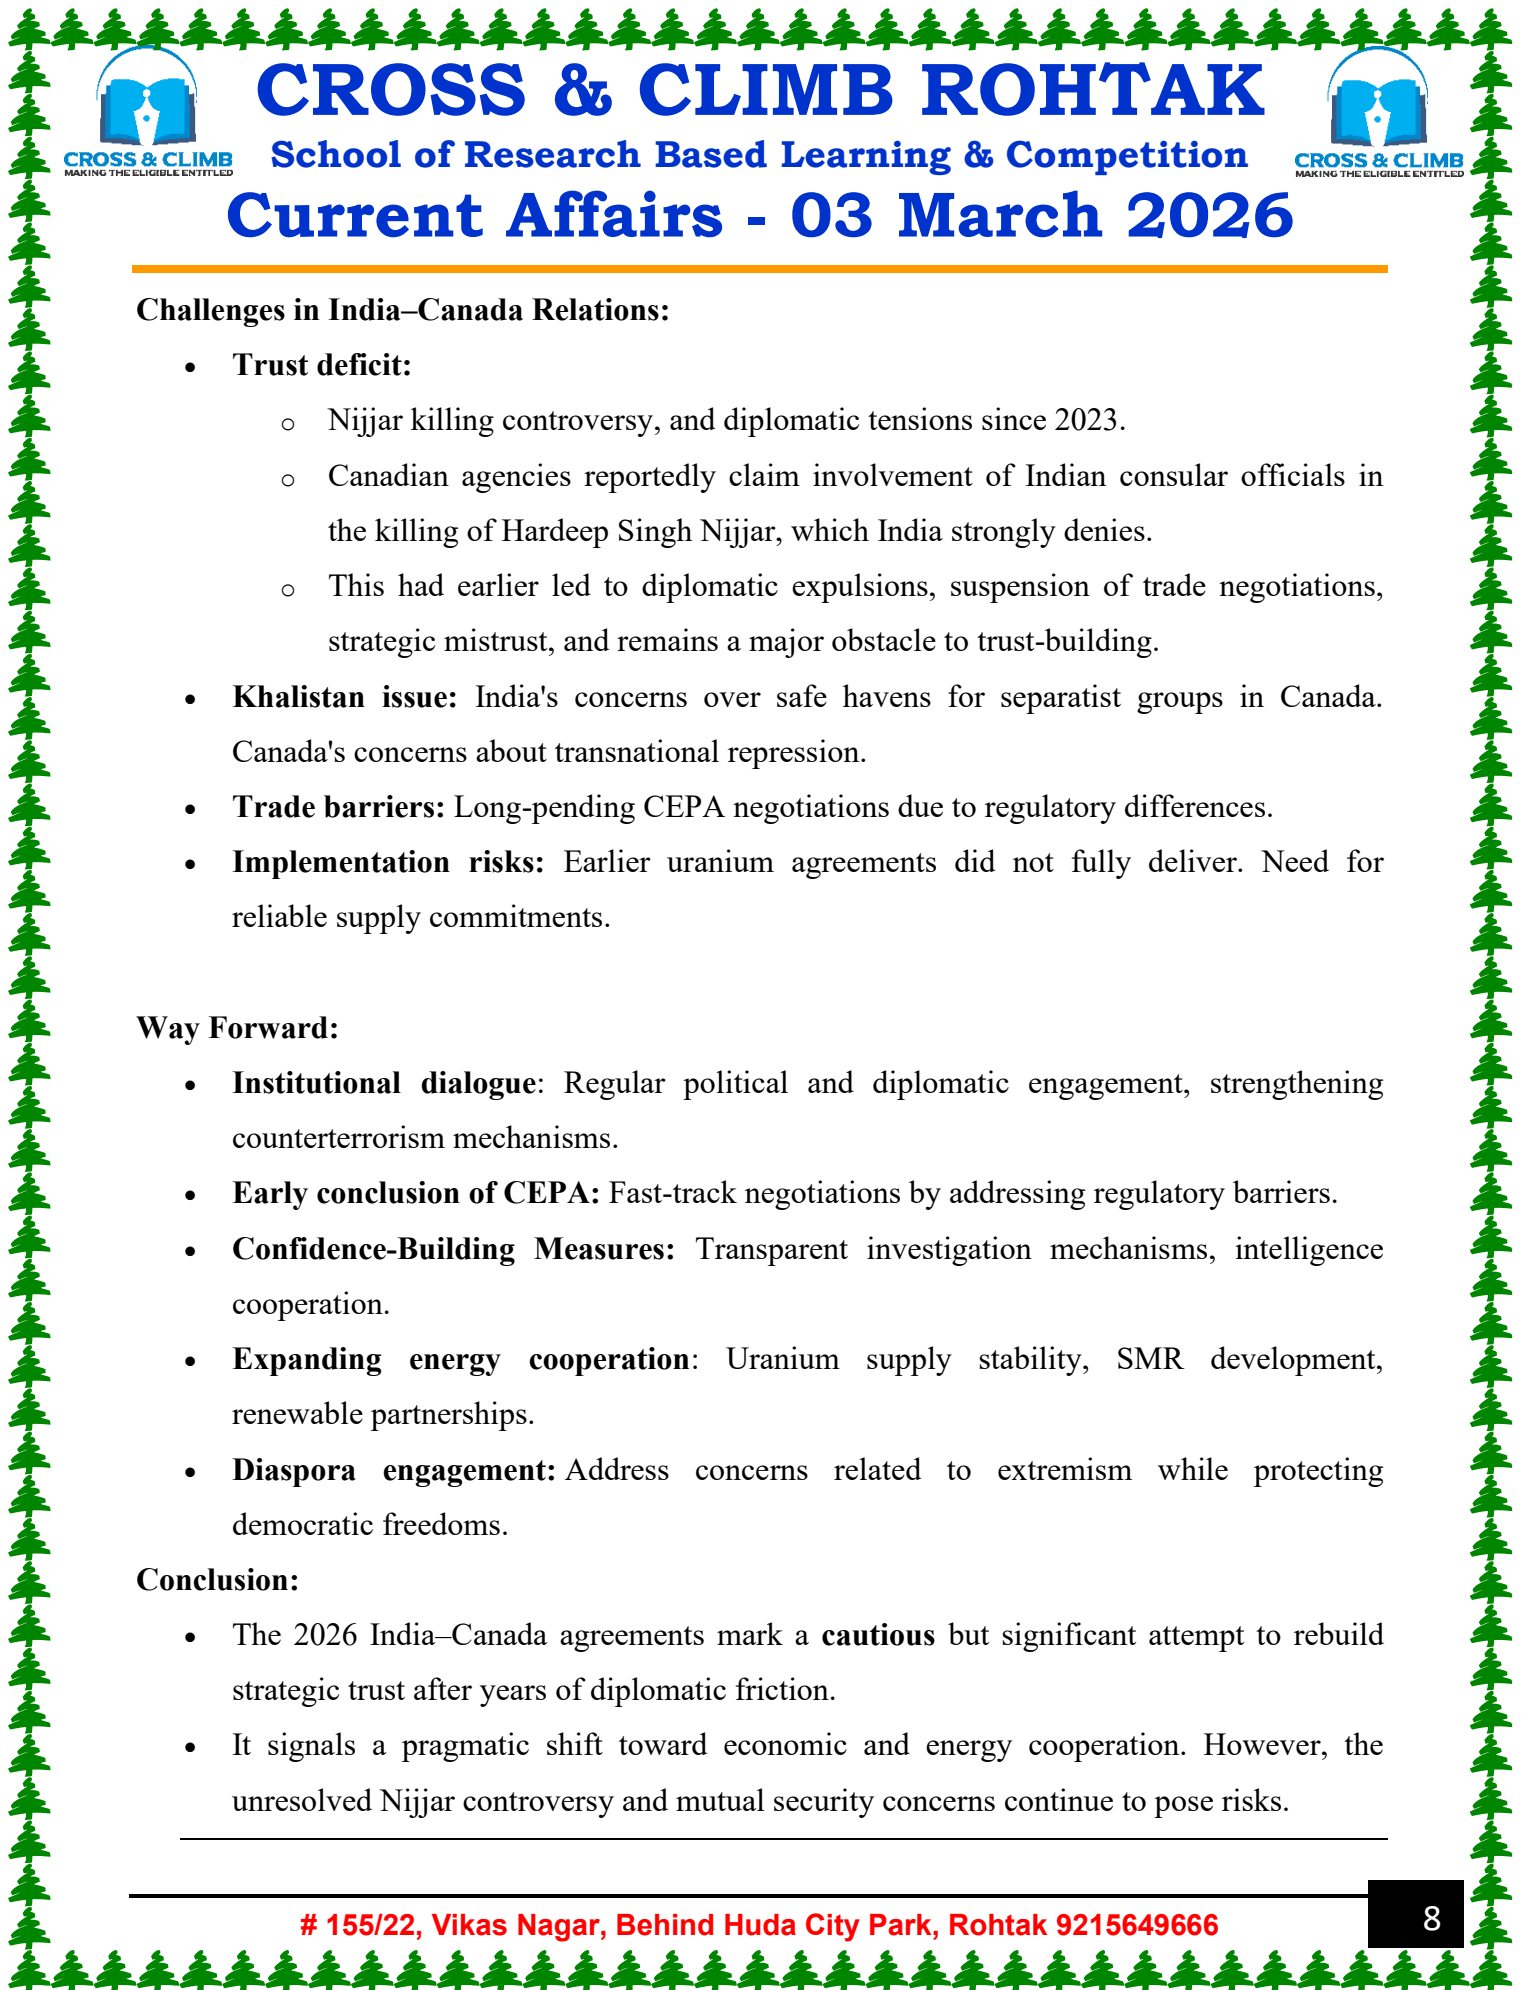 CROSS & CLIMB ROHTAK
School of Research Based Learning & Competition
CROSS & CLIMB
MAKING THE ELIGIBLE ENTITLED
CROSS & CLIMB
MAKING THE ELIGIBLE ENTITLED
Current Affairs - 03 March 2026
Challenges in India–Canada Relations:
• Trust deficit:
o Nijjar killing controversy, and diplomatic tensions since 2023.
o Canadian agencies reportedly claim involvement of Indian consular officials in
the killing of Hardeep Singh Nijjar, which India strongly denies.
o This had earlier led to diplomatic expulsions, suspension of trade negotiations,
strategic mistrust, and remains a major obstacle to trust-building.
• Khalistan issue: India's concerns over safe havens for separatist groups in Canada.
Canada's concerns about transnational repression.
• Trade barriers: Long-pending CEPA negotiations due to regulatory differences.
• Implementation risks: Earlier uranium agreements did not fully deliver. Need for
reliable supply commitments.
Way Forward:
• Institutional dialogue: Regular political and diplomatic engagement, strengthening
counterterrorism mechanisms.
• Early conclusion of CEPA: Fast-track negotiations by addressing regulatory barriers.
• Confidence-Building Measures: Transparent investigation mechanisms, intelligence
cooperation.
• Expanding energy cooperation: Uranium supply stability, SMR development,
renewable partnerships.
• Diaspora engagement: Address concerns related to extremism while protecting
democratic freedoms.
Conclusion:
• The 2026 India–Canada agreements mark a cautious but significant attempt to rebuild
strategic trust after years of diplomatic friction.
• It signals a pragmatic shift toward economic and energy cooperation. However, the
unresolved Nijjar controversy and mutual security concerns continue to pose risks.
# 155/22, Vikas Nagar, Behind Huda City Park, Rohtak 9215649666
8